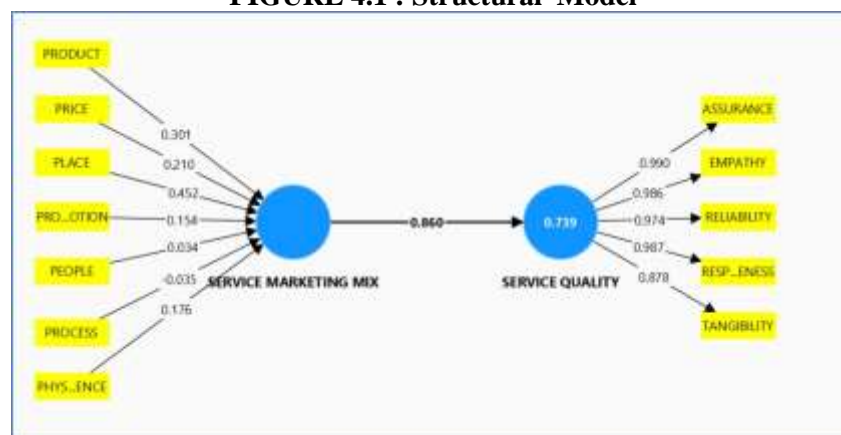 FIGURE 4.1 : Structural Model
PRODUCT
PRICE
PLACE
PRO...OTION
PEOPLE
PROCESS
PHYS...ENCE
0.301
0.210
0.452
0.154
0.034
-0.035
0.176
SERVICE MARKETING MIX
0.860
0.739
SERVICE QUALITY
0.990
0.986
0.974
0.987
0.878
ASSURANCE
EMPATHY
RELIABILITY
RESP...ENESS
TANGIBILITY